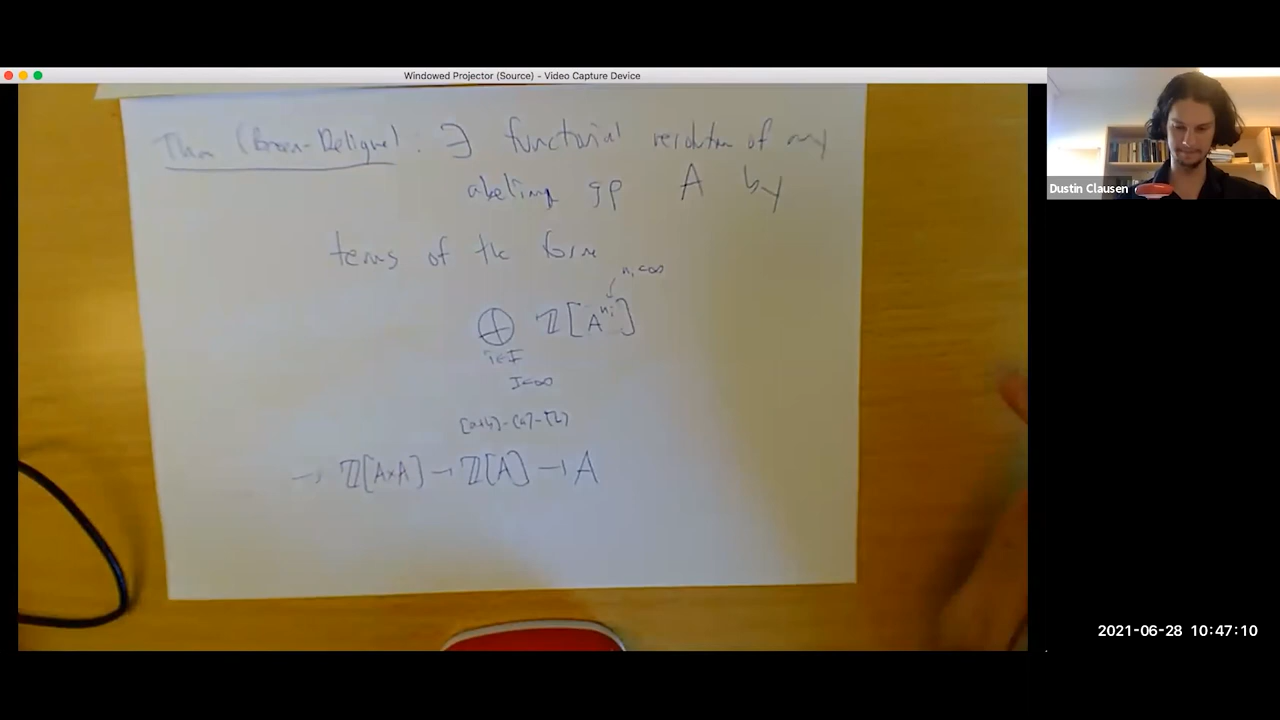 Windowed Projector (Source) - Video Capture Device
Thm (Breen-Deligne). ∃ functorial resolution of any
abelian gp A by
terms of the form
n_i<∞
⊕ ℤ[A^{n_i}]
i∈I
I<∞
[a+b]-[a]-[b]
→ ℤ[A×A] → ℤ[A] → A
Dustin Clausen
2021-06-28 10:47:10